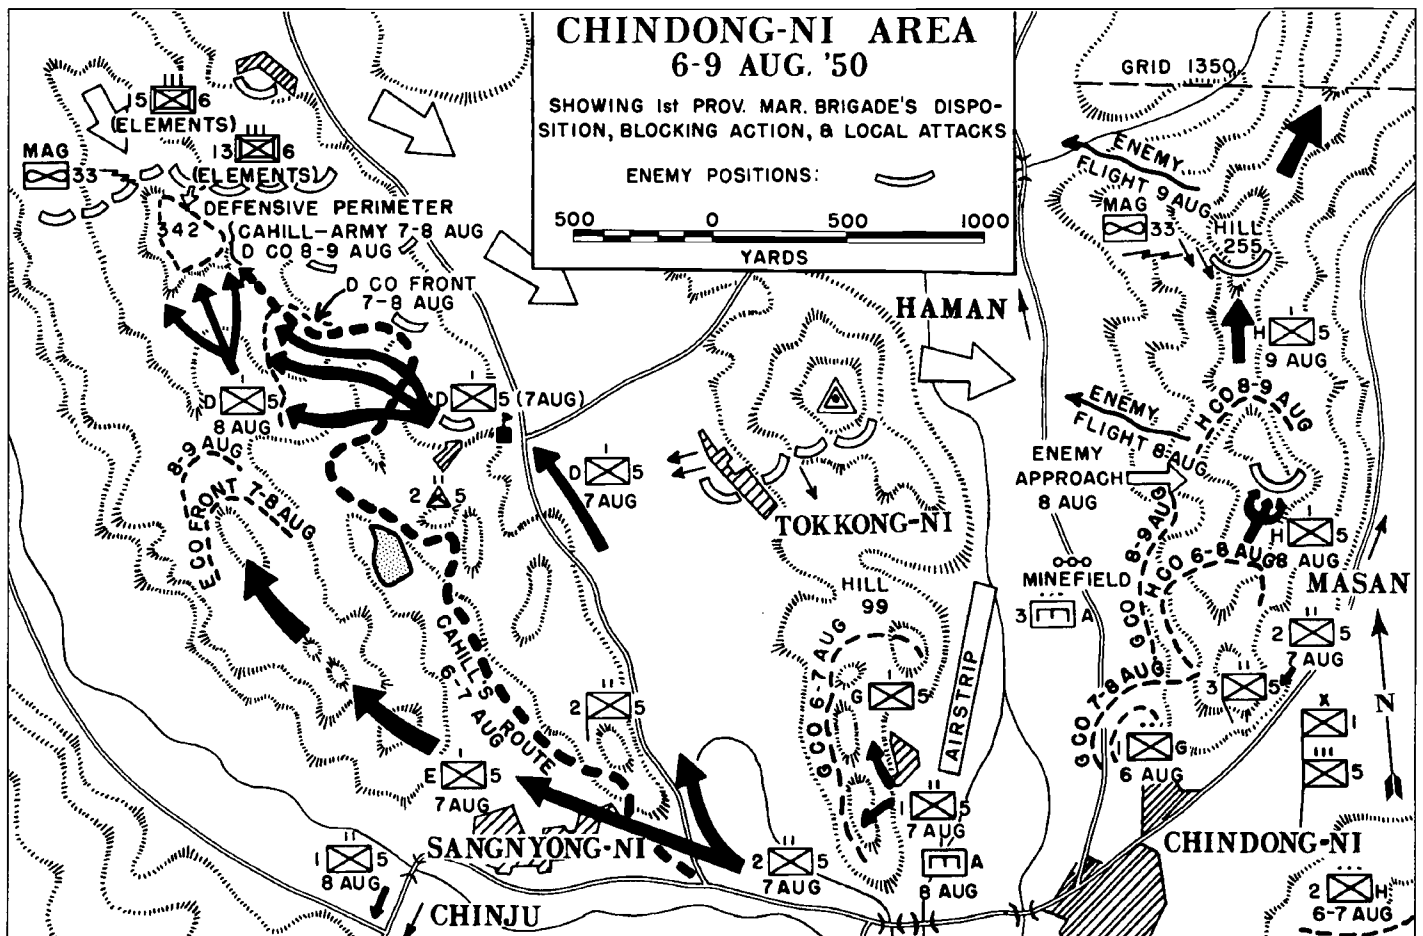 CHINDONG-NI AREA
6-9 AUG. '50
SHOWING 1st PROV. MAR. BRIGADE'S DISPO-
SITION, BLOCKING ACTION, & LOCAL ATTACKS
ENEMY POSITIONS:
500 0 500 1000
YARDS
GRID 1350
15 6
(ELEMENTS)
13 6
(ELEMENTS)
MAG
33
342
DEFENSIVE PERIMETER
CAHILL-ARMY 7-8 AUG
D CO 8-9 AUG
D CO FRONT
7-8 AUG
D 5
8 AUG
D 5 (7AUG)
D 5
7 AUG
2 5
8-9 AUG
E CO FRONT
7-8 AUG
CAHILL'S ROUTE
6-7 AUG
2 5
E 5
7 AUG
SANGNYONG-NI
1 5
8 AUG
CHINJU
2 5
7 AUG
HAMAN
TOKKONG-NI
HILL
99
G CO 6-7 AUG
G 5
AIRSTRIP
1 5
7 AUG
A
8 AUG
ENEMY
FLIGHT 9 AUG
MAG
33
HILL
255
H 5
9 AUG
H CO 8-9 AUG
ENEMY
FLIGHT 8 AUG
ENEMY
APPROACH
8 AUG
H 5
8 AUG
H CO 6-8 AUG
G CO 8-9 AUG
MINEFIELD
3 A
MASAN
2 5
7 AUG
3 5
G CO 7-8 AUG
1 G
6 AUG
N
1
5
CHINDONG-NI
2 H
6-7 AUG